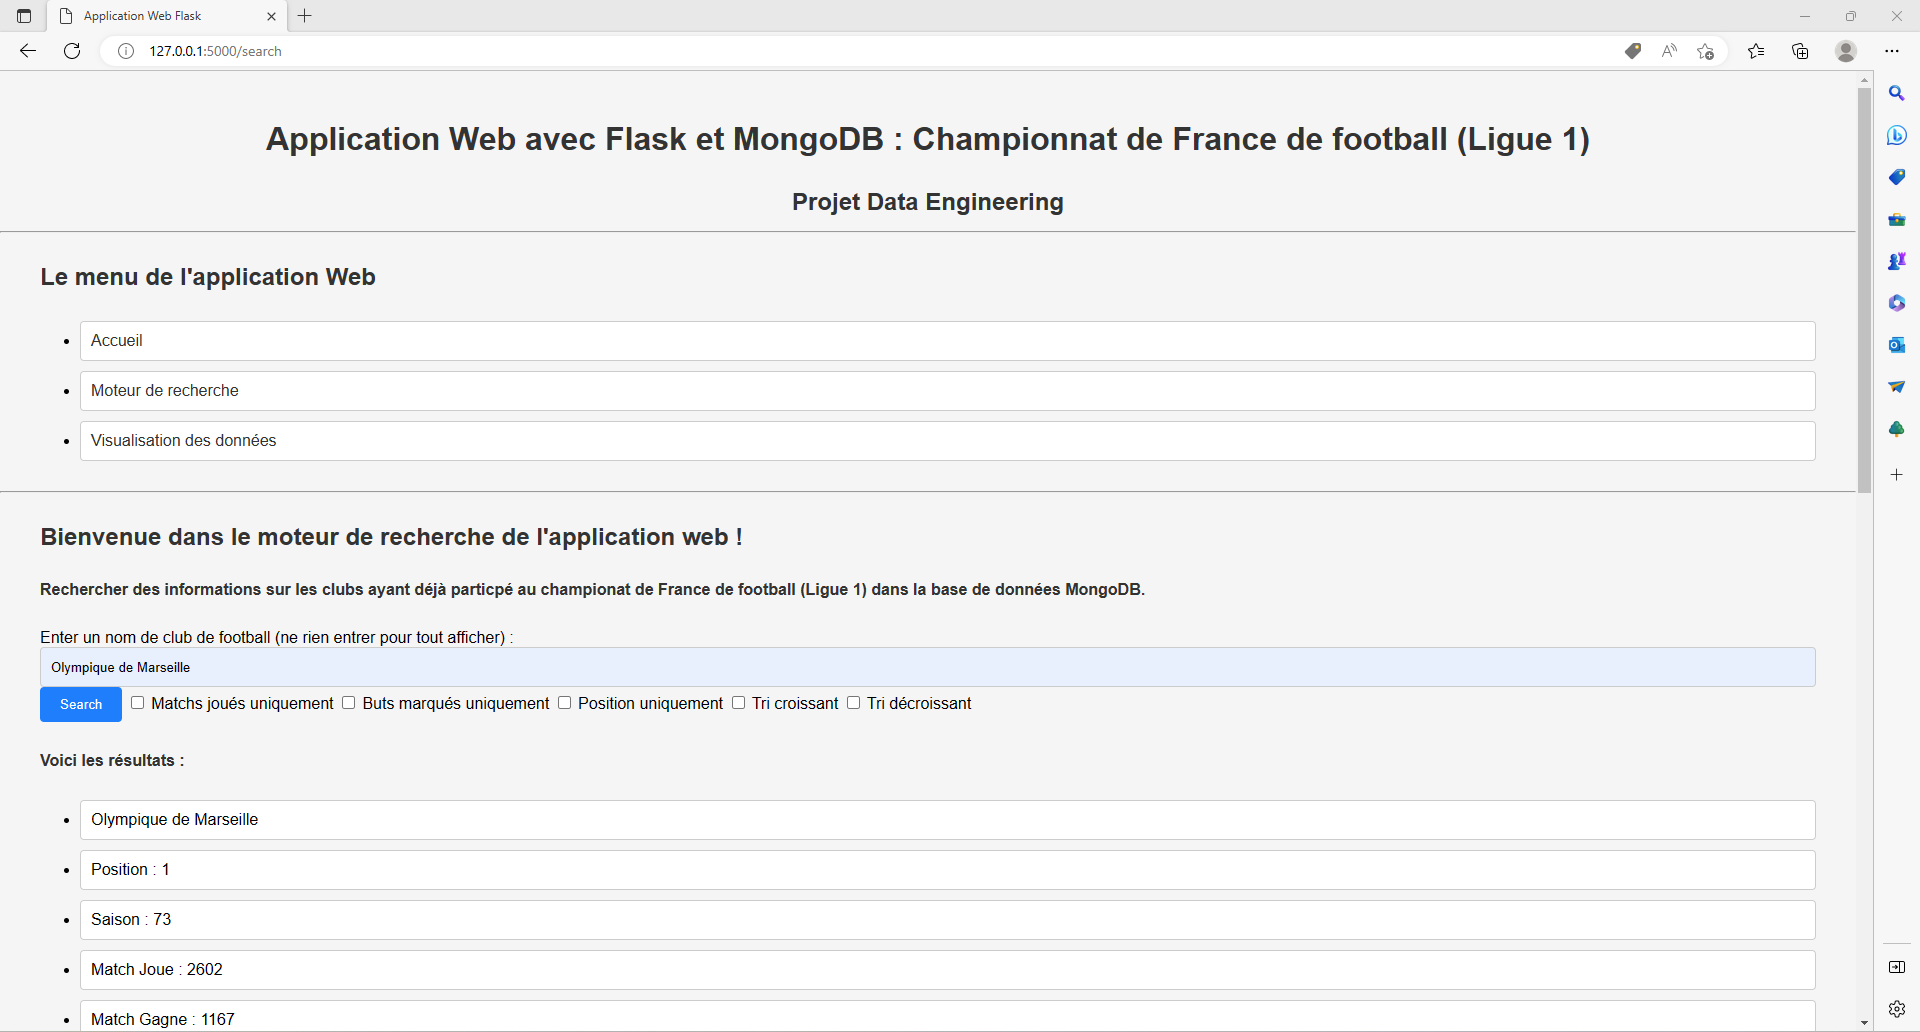 Application Web Flask
127.0.0.1:5000/search
Application Web avec Flask et MongoDB : Championnat de France de football (Ligue 1)
Projet Data Engineering
Le menu de l'application Web
Accueil
Moteur de recherche
Visualisation des données
Bienvenue dans le moteur de recherche de l'application web !
Rechercher des informations sur les clubs ayant déjà particpé au championat de France de football (Ligue 1) dans la base de données MongoDB.
Enter un nom de club de football (ne rien entrer pour tout afficher) :
Olympique de Marseille
Search Matchs joués uniquement Buts marqués uniquement Position uniquement Tri croissant Tri décroissant
Voici les résultats :
Olympique de Marseille
Position : 1
Saison : 73
Match Joue : 2602
Match Gagne : 1167